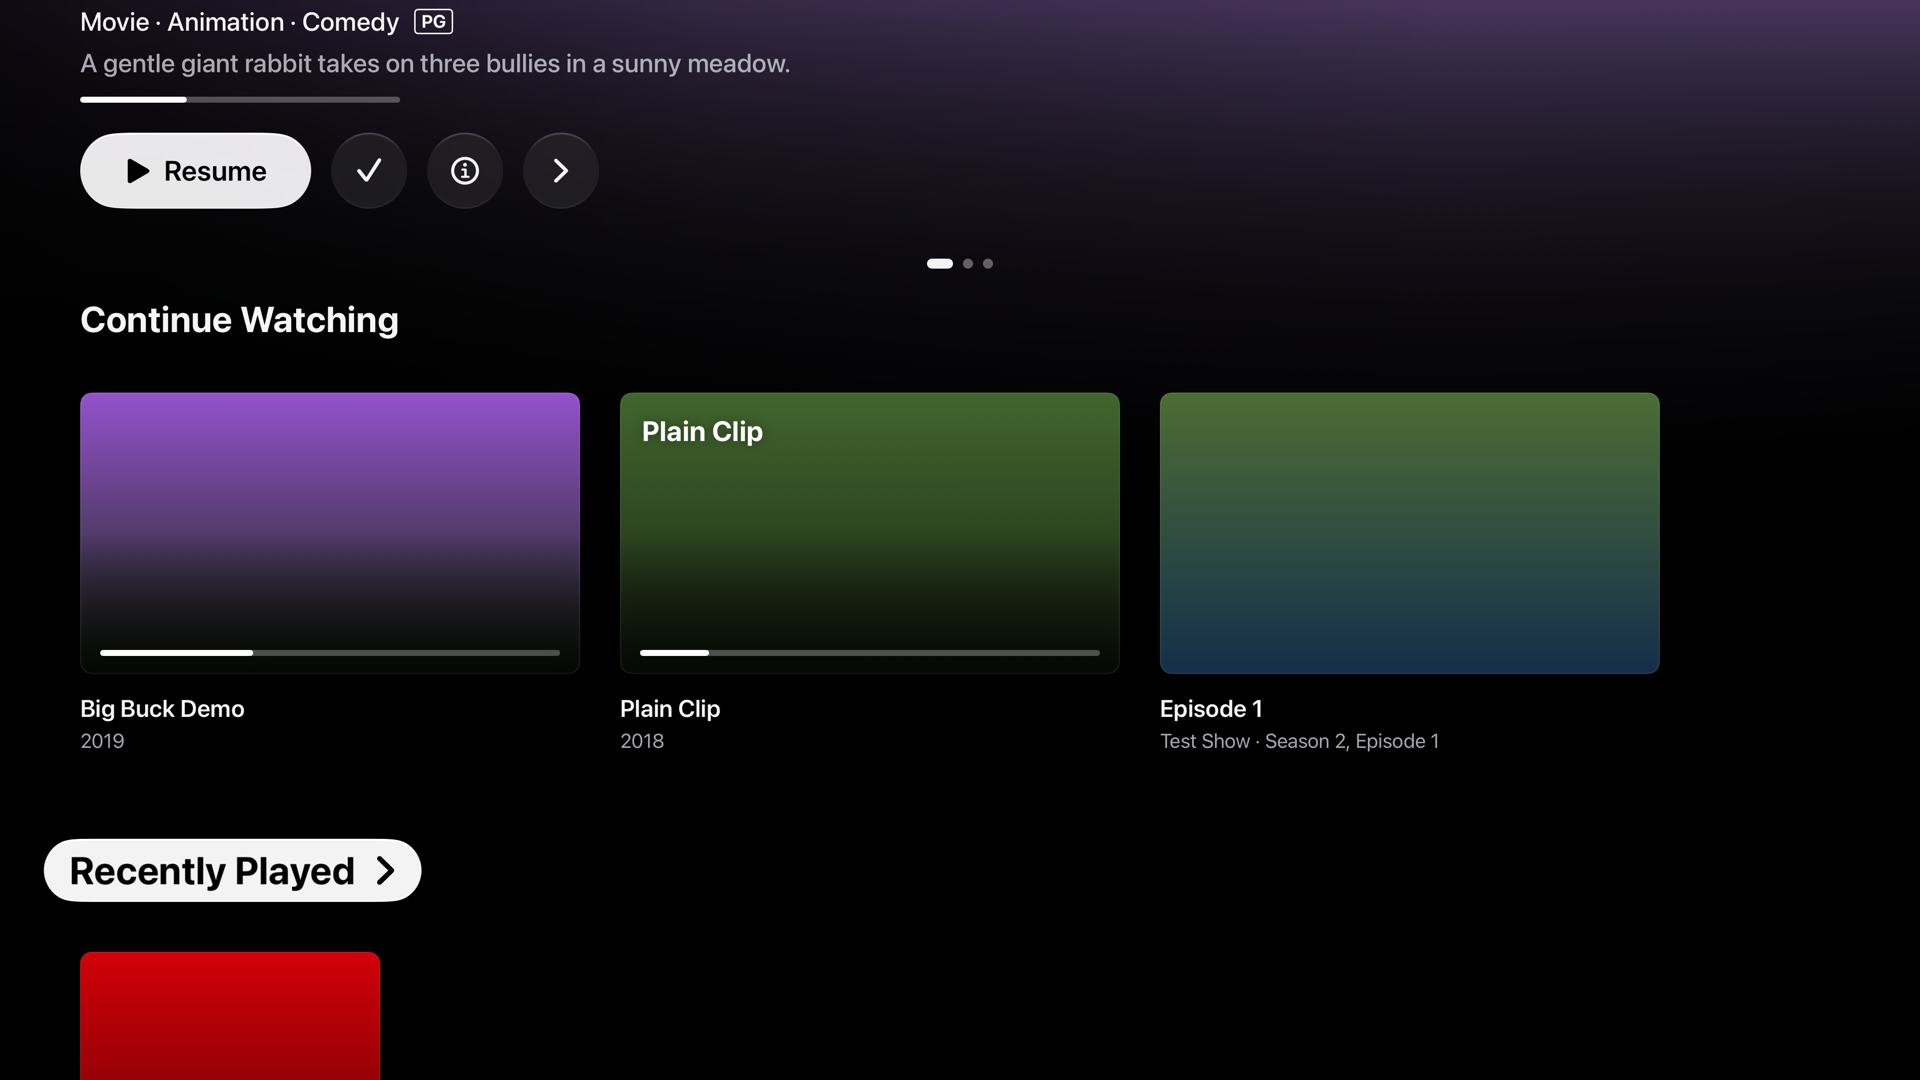 Movie · Animation · Comedy PG
A gentle giant rabbit takes on three bullies in a sunny meadow.
Resume
Continue Watching
Plain Clip
Big Buck Demo
2019
Plain Clip
2018
Episode 1
Test Show · Season 2, Episode 1
Recently Played